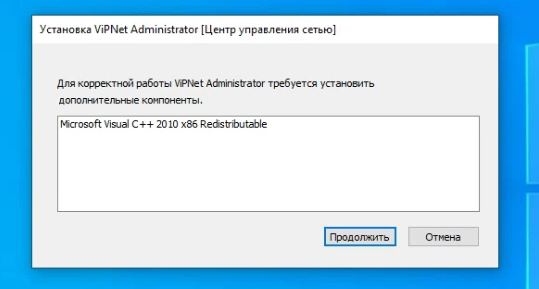 Установка ViPNet Administrator [Центр управления сетью]
Для корректной работы ViPNet Administrator требуется установить
дополнительные компоненты.
Microsoft Visual C++ 2010 x86 Redistributable
Продолжить
Отмена